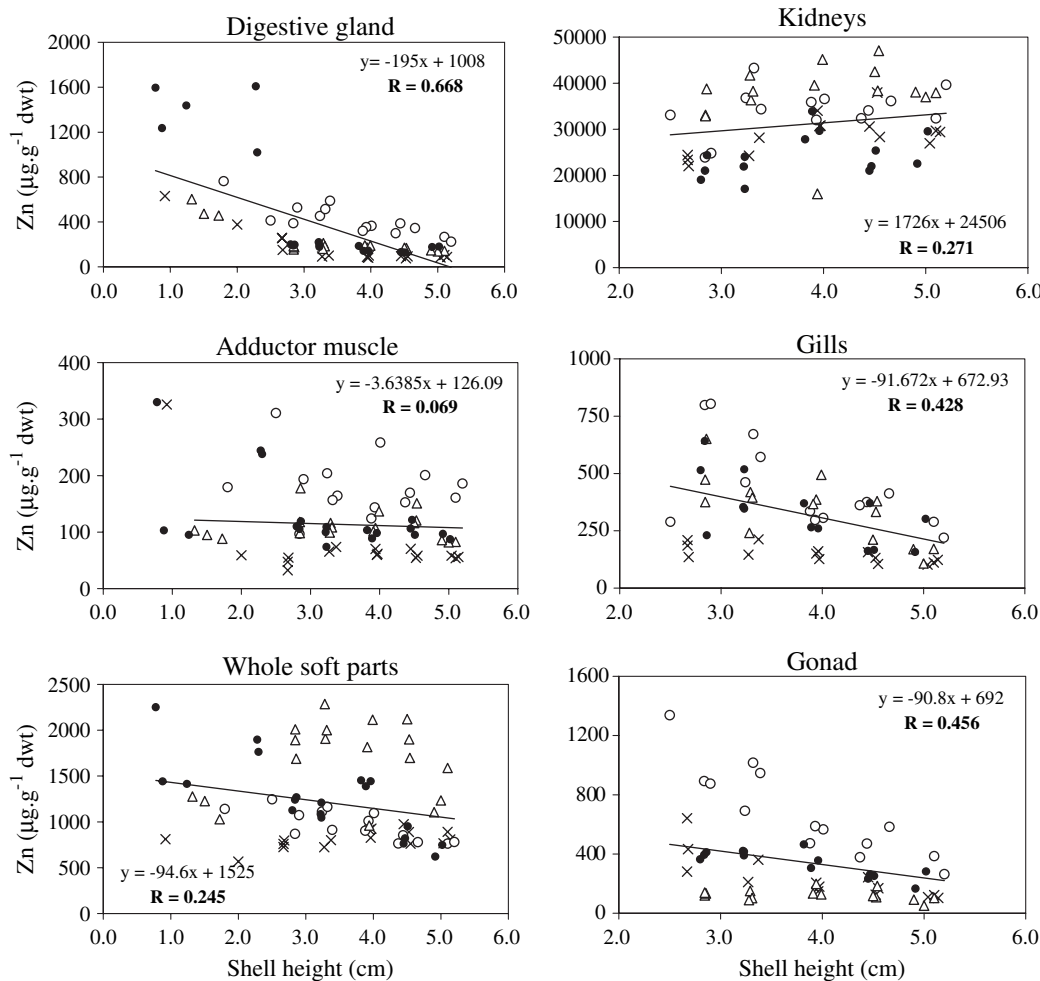 Digestive gland
Zn (µg.g⁻¹ dwt)
2000
1600
1200
800
400
0
y= -195x + 1008
R = 0.668
0.0 1.0 2.0 3.0 4.0 5.0 6.0
Kidneys
50000
40000
30000
20000
10000
0
y = 1726x + 24506
R = 0.271
2.0 3.0 4.0 5.0 6.0
Adductor muscle
Zn (µg.g⁻¹ dwt)
400
300
200
100
0
y = -3.6385x + 126.09
R = 0.069
0.0 1.0 2.0 3.0 4.0 5.0 6.0
Gills
1000
750
500
250
0
y = -91.672x + 672.93
R = 0.428
2.0 3.0 4.0 5.0 6.0
Whole soft parts
Zn (µg.g⁻¹ dwt)
2500
2000
1500
1000
500
0
y = -94.6x + 1525
R = 0.245
0.0 1.0 2.0 3.0 4.0 5.0 6.0
Shell height (cm)
Gonad
1600
1200
800
400
0
y = -90.8x + 692
R = 0.456
2.0 3.0 4.0 5.0 6.0
Shell height (cm)